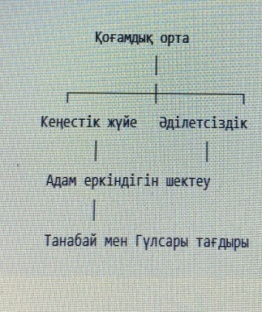 Қоғамдық орта
Кеңестік жүйе Әділетсіздік
Адам еркіндігін шектеу
Танабай мен Гүлсары тағдыры